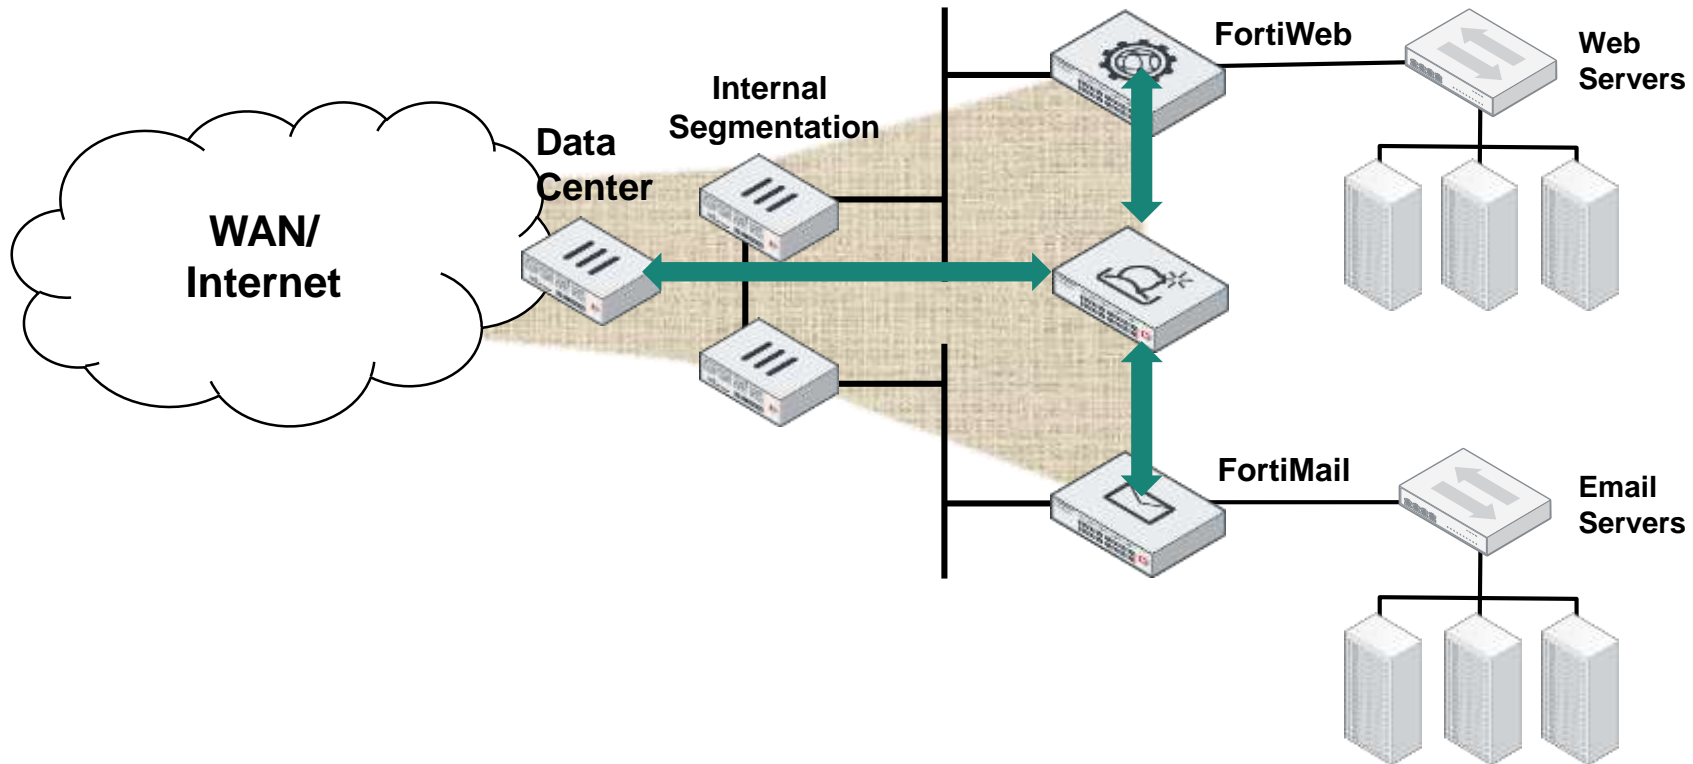 WAN/
Internet
Data
Center
Internal
Segmentation
FortiWeb
Web
Servers
FortiMail
Email
Servers